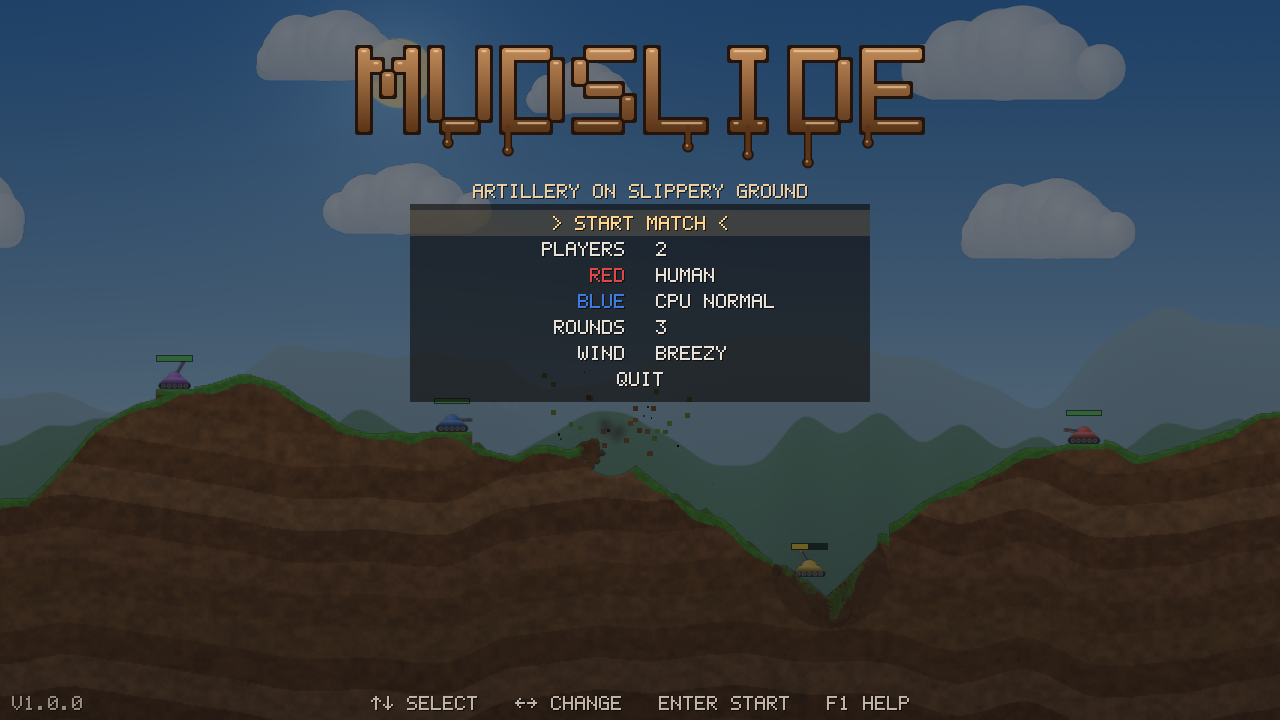 MUDSLIDE
ARTILLERY ON SLIPPERY GROUND
> START MATCH <
PLAYERS 2
RED HUMAN
BLUE CPU NORMAL
ROUNDS 3
WIND BREEZY
QUIT
V1.0.0 ↑↓ SELECT ←→ CHANGE ENTER START F1 HELP